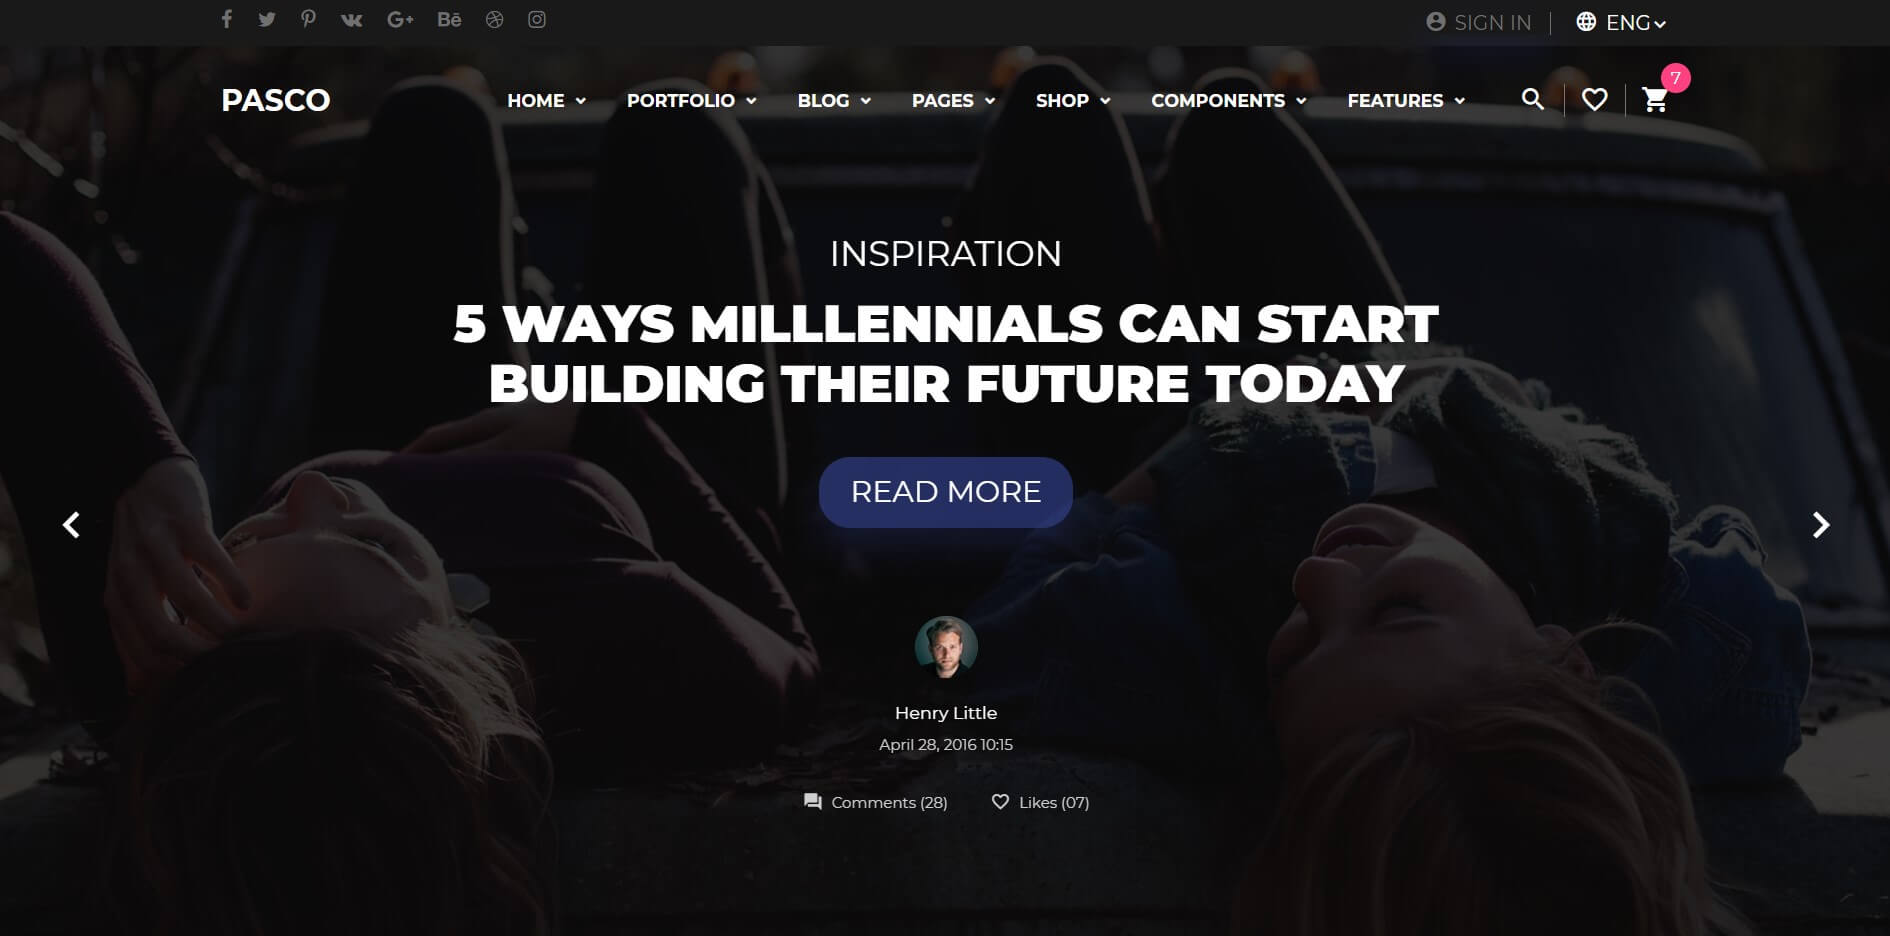 SIGN IN
ENG
PASCO
HOME
PORTFOLIO
BLOG
PAGES
SHOP
COMPONENTS
FEATURES
7
INSPIRATION
5 WAYS MILLLENNIALS CAN START
BUILDING THEIR FUTURE TODAY
READ MORE
Henry Little
April 28, 2016 10:15
Comments (28)
Likes (07)